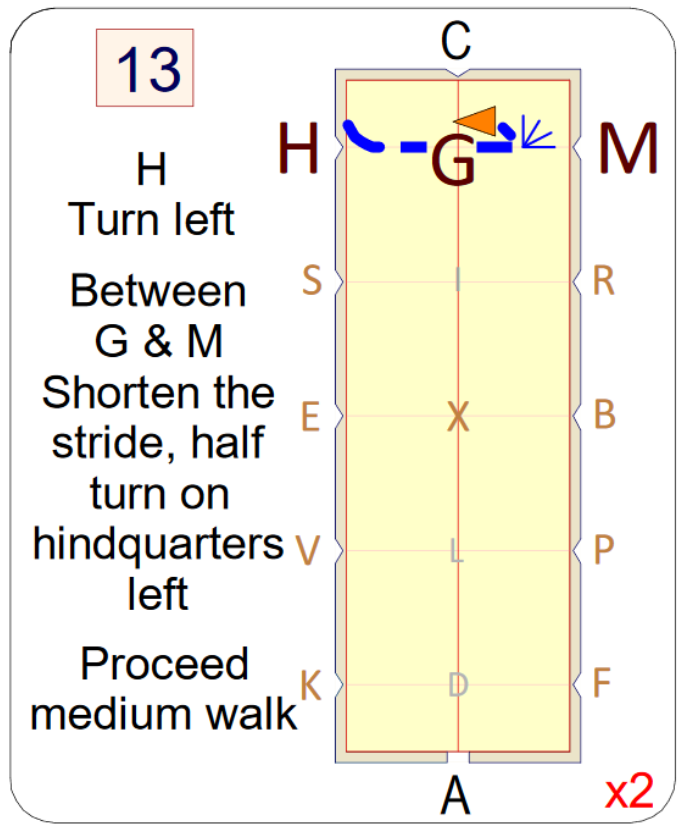 13
H
Turn left
Between
G & M
Shorten the
stride, half
turn on
hindquarters
left
Proceed
medium walk
C
H G M
S I R
E X B
V L P
K D F
A
x2